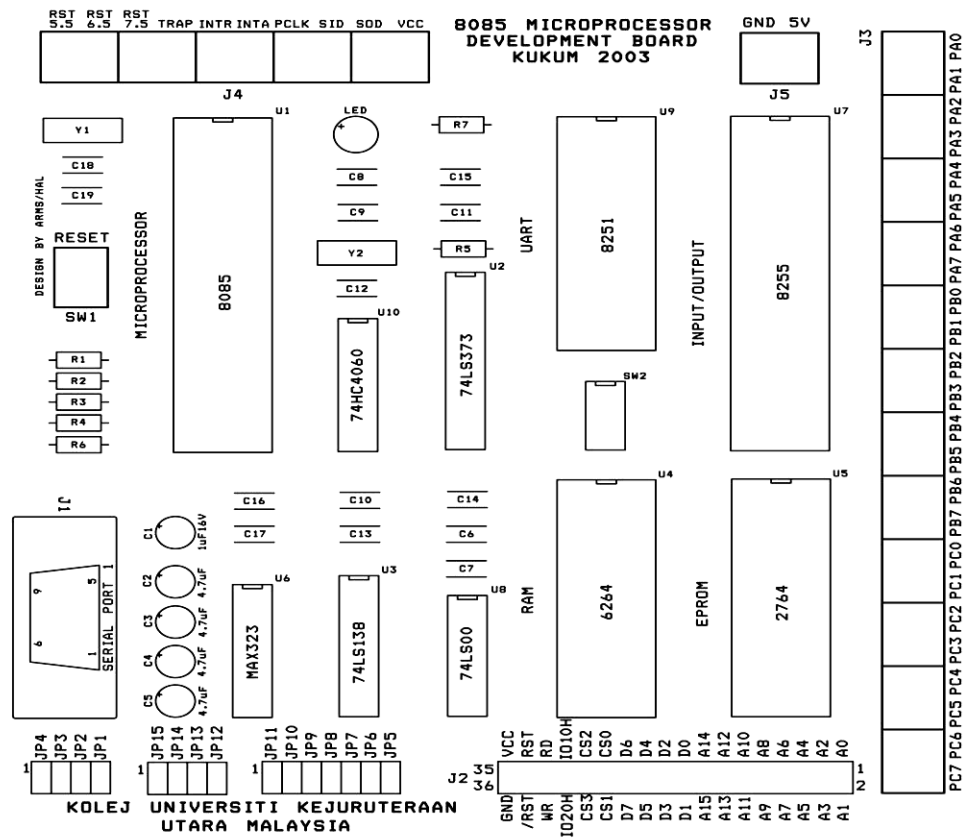 RST 5.5
RST 6.5
RST 7.5
TRAP INTR INTA PCLK SID SOD VCC
J4
8085 MICROPROCESSOR
DEVELOPMENT BOARD
KUKUM 2003
GND 5V
J5
J3
Y1
C18
C19
DESIGN BY ARMS/HAL
RESET
SW1
R1
R2
R3
R4
R6
MICROPROCESSOR
U1
8085
LED
C8
C9
Y2
C12
U10
74HC4060
R7
C15
C11
R5
U2
74LS373
UART
U9
8251
SW2
INPUT/OUTPUT
U7
8255
PA0
PA1
PA2
PA3
PA4
PA5
PA6
PA7
PB0
PB1
PB2
PB3
PB4
PB5
PB6
PB7
PC0
PC1
PC2
PC3
PC4
PC5
PC6
PC7
J1
9
5
1
6
1
SERIAL PORT
C1
1uF16V
C2
4.7uF
C3
4.7uF
C4
4.7uF
C5
4.7uF
C16
C17
U6
MAX323
C10
C13
U3
74LS138
C14
C6
C7
U8
74LS00
RAM
U4
6264
EPROM
U5
2764
1
JP4
JP3
JP2
JP1
1
JP15
JP14
JP13
JP12
1
JP11
JP10
JP9
JP8
JP7
JP6
JP5
J2
35
36
VCC
/RST
RD
IO10H
CS2
CS0
D6
D4
D2
D0
A14
A12
A10
A8
A6
A4
A2
A0
1
2
GND
/RST
WR
IO20H
CS3
CS1
D7
D5
D3
D1
A15
A13
A11
A9
A7
A5
A3
A1
KOLEJ UNIVERSITI KEJURUTERAAN
UTARA MALAYSIA